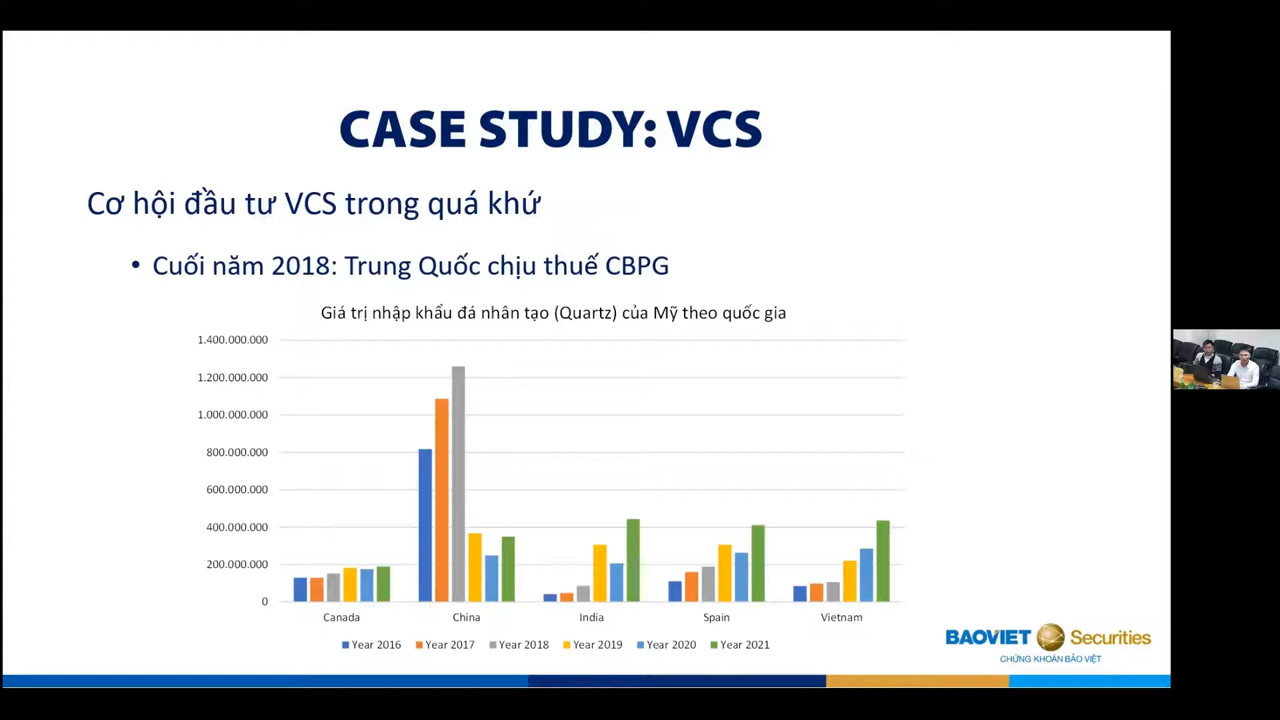 CASE STUDY: VCS
Cơ hội đầu tư VCS trong quá khứ
• Cuối năm 2018: Trung Quốc chịu thuế CBPG
Giá trị nhập khẩu đá nhân tạo (Quartz) của Mỹ theo quốc gia
1.400.000.000
1.200.000.000
1.000.000.000
800.000.000
600.000.000
400.000.000
200.000.000
0
Canada China India Spain Vietnam
Year 2016 Year 2017 Year 2018 Year 2019 Year 2020 Year 2021
BAOVIET Securities
CHỨNG KHOÁN BẢO VIỆT